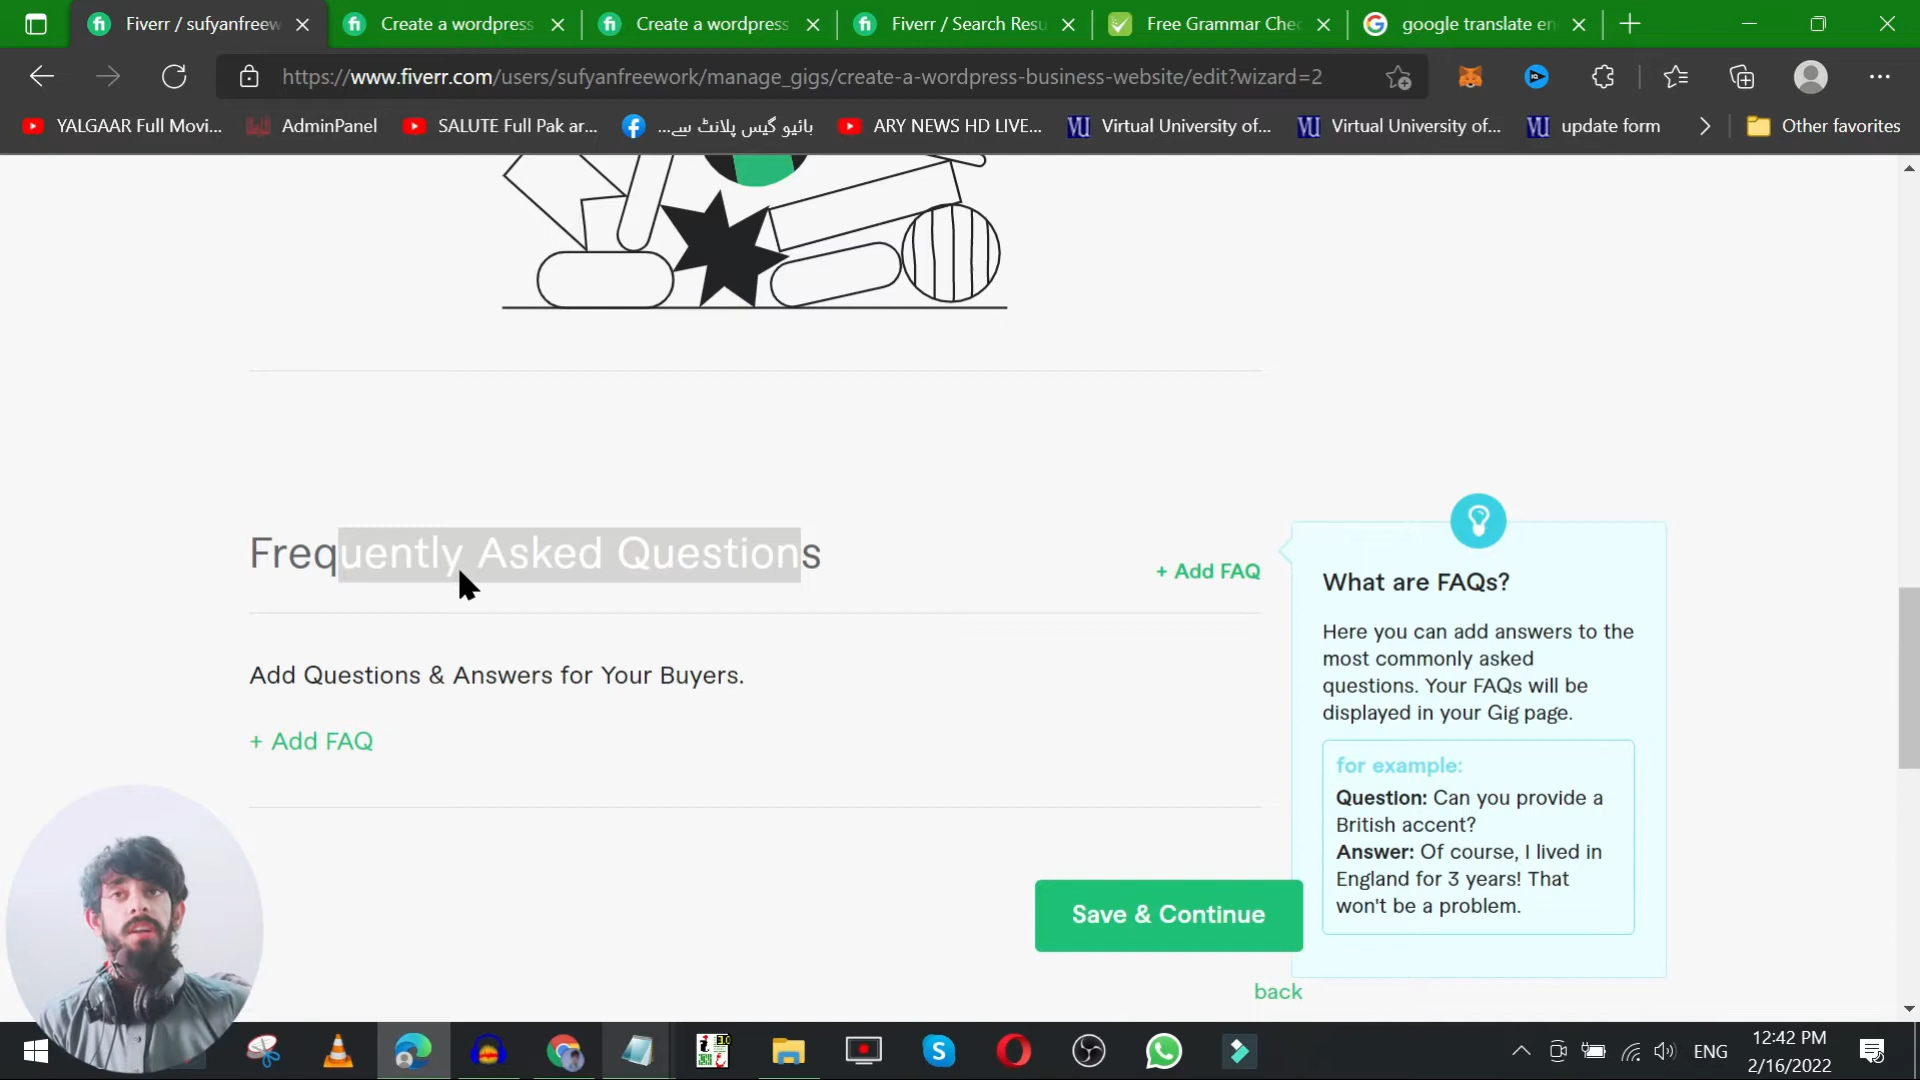 Fiverr / sufyanfreew
Create a wordpress
Create a wordpress
Fiverr / Search Resu
Free Grammar Chec
google translate en
https://www.fiverr.com/users/sufyanfreework/manage_gigs/create-a-wordpress-business-website/edit?wizard=2
YALGAAR Full Movi...
AdminPanel
SALUTE Full Pak ar...
بائیو گیس پلانٹ سے...
ARY NEWS HD LIVE...
Virtual University of...
Virtual University of...
update form
Other favorites
Frequently Asked Questions
+ Add FAQ
Add Questions & Answers for Your Buyers.
+ Add FAQ
What are FAQs?
Here you can add answers to the
most commonly asked
questions. Your FAQs will be
displayed in your Gig page.
for example:
Question: Can you provide a
British accent?
Answer: Of course, I lived in
England for 3 years! That
won't be a problem.
Save & Continue
back
ENG
12:42 PM
2/16/2022